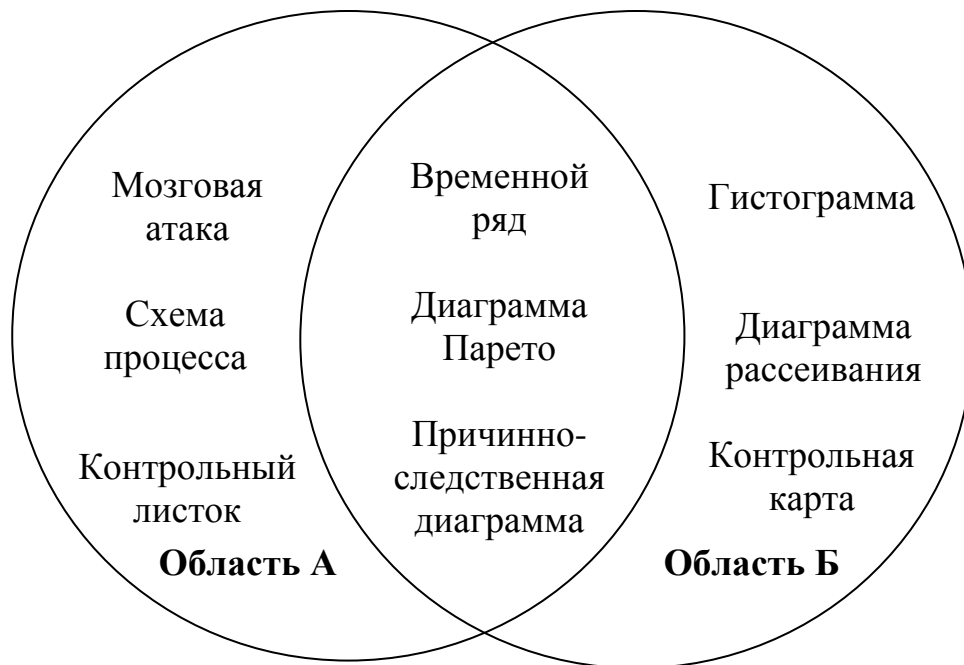 Мозговая
атака
Схема
процесса
Контрольный
листок
Область А
Временной
ряд
Диаграмма
Парето
Причинно-
следственная
диаграмма
Гистограмма
Диаграмма
рассеивания
Контрольная
карта
Область Б